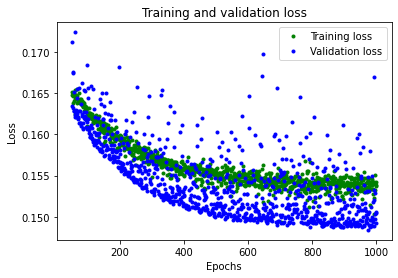 Training and validation loss
Training loss
Validation loss
0.170
0.165
0.160
0.155
0.150
Loss
200
400
600
800
1000
Epochs